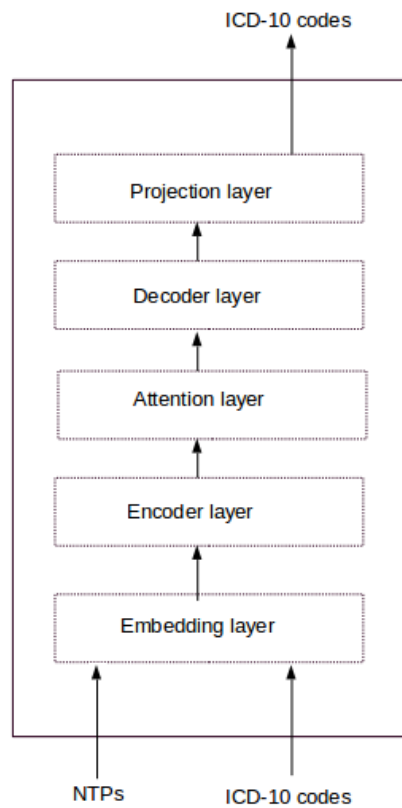 ICD-10 codes
Projection layer
Decoder layer
Attention layer
Encoder layer
Embedding layer
NTPs
ICD-10 codes